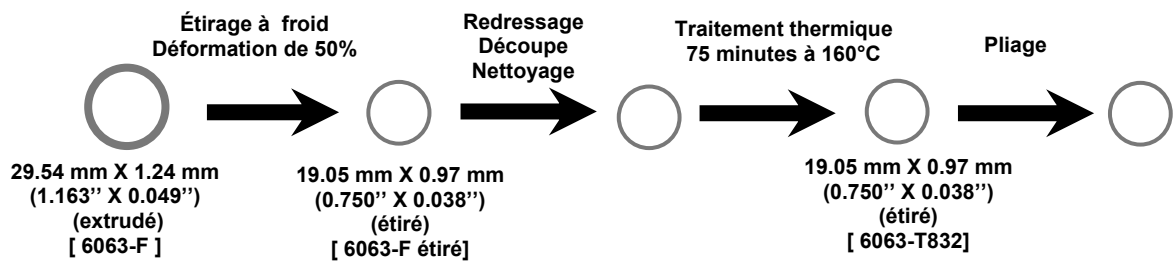 Étirage à froid
Déformation de 50%
Redressage
Découpe
Nettoyage
Traitement thermique
75 minutes à 160°C
Pliage
29.54 mm X 1.24 mm
(1.163’’ X 0.049’’)
(extrudé)
[ 6063-F ]
19.05 mm X 0.97 mm
(0.750’’ X 0.038’’)
(étiré)
[ 6063-F étiré]
19.05 mm X 0.97 mm
(0.750’’ X 0.038’’)
(étiré)
[ 6063-T832]